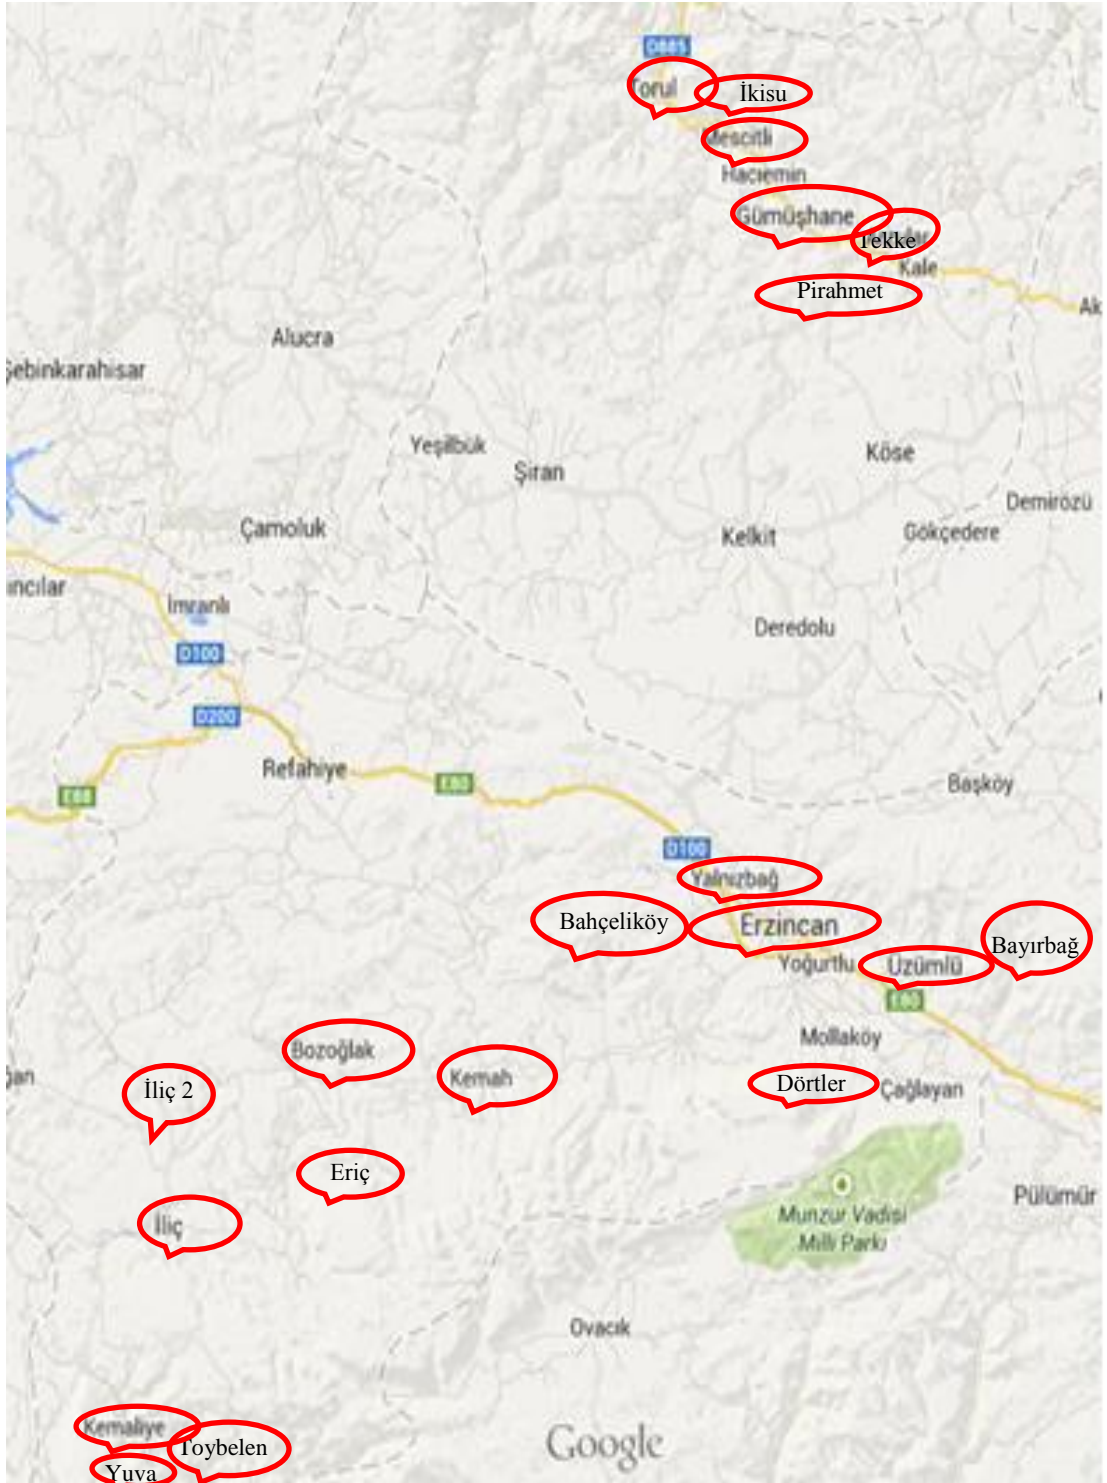 D885
Torul
İkisu
Mescitli
Hacıemin
Gümüşhane
Tekke
Kale
Pirahmet
Ak
Alucra
Şebinkarahisar
Yeşilbük
Şiran
Köse
Demirözü
Çamoluk
Kelkit
Gökçedere
ıncılar
İmranlı
Deredolu
D100
D200
Refahiye
E80
Başköy
E88
D100
Yalnızbağ
Bahçeliköy
Erzincan
Bayırbağ
Yoğurtlu
Üzümlü
E80
Mollaköy
Bozoğlak
Kemah
ğan
İliç 2
Dörtler
Çağlayan
Eriç
Pülümür
Munzur Vadisi
Milli Parkı
İliç
Ovacık
Kemaliye
Toybelen
Google
Yuva